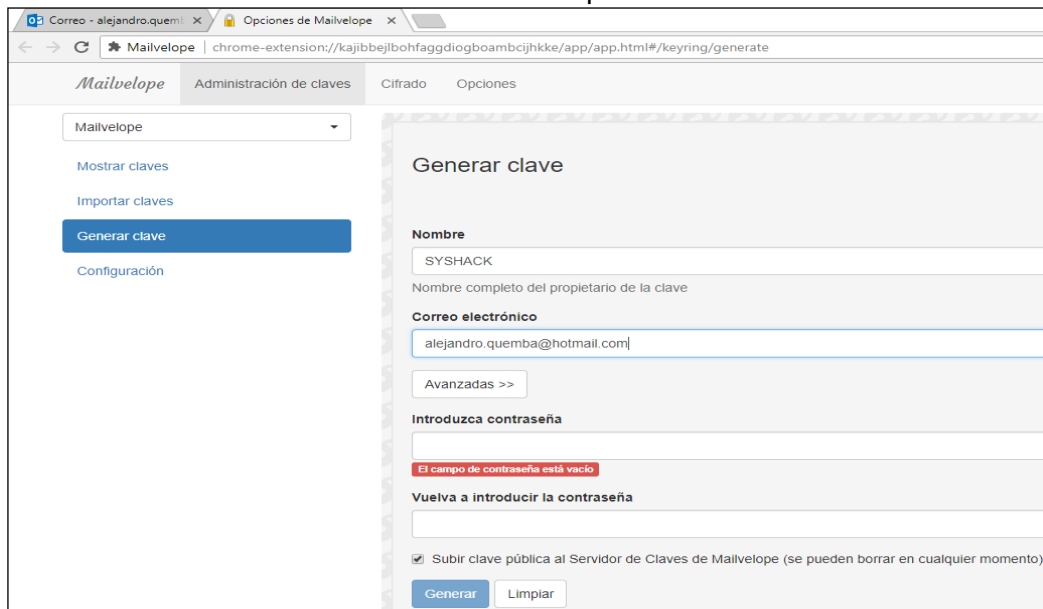 Correo - alejandro.quemb
Opciones de Mailvelope
Mailvelope | chrome-extension://kajibbejlbohfaggdiogboambcijhkke/app/app.html#/keyring/generate
Mailvelope Administración de claves Cifrado Opciones
Mailvelope
Mostrar claves
Importar claves
Generar clave
Configuración
Generar clave
Nombre
SYSHACK
Nombre completo del propietario de la clave
Correo electrónico
alejandro.quemba@hotmail.com
Avanzadas >>
Introduzca contraseña
El campo de contraseña está vacío
Vuelva a introducir la contraseña
Subir clave pública al Servidor de Claves de Mailvelope (se pueden borrar en cualquier momento)
Generar Limpiar